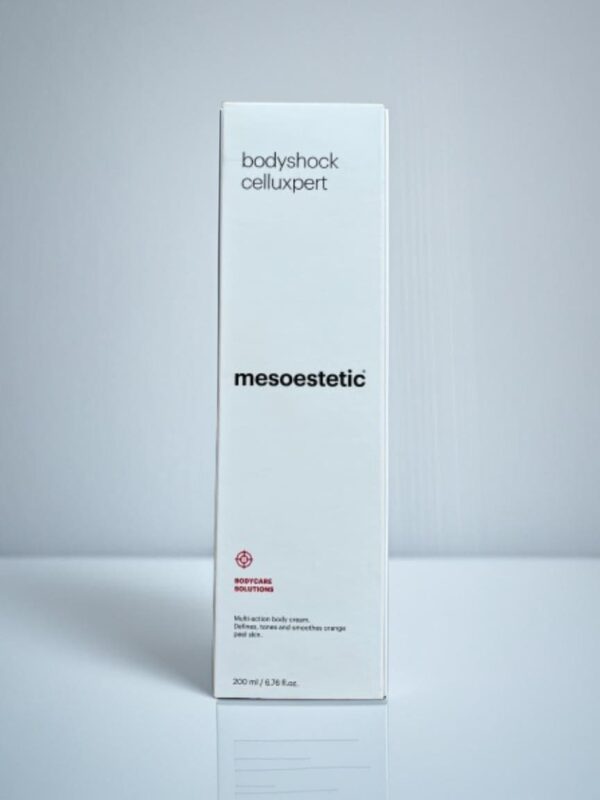 bodyshock
celluxpert
mesoestetic®
BODYCARE
SOLUTIONS
Multi-action body cream.
Defines, tones and smoothes orange
peel skin.
200 ml / 6.76 fl.oz.